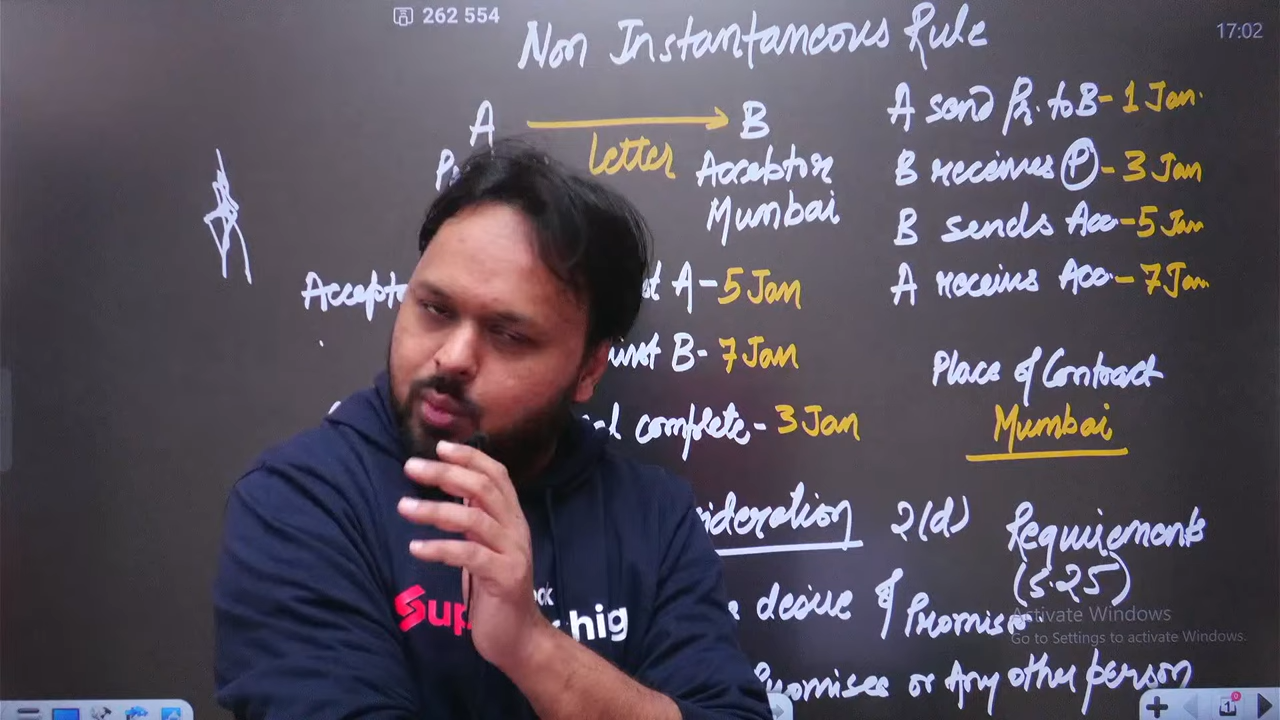 262 554
17:02
Non Instantaneous Rule
A → B
letter
Acceptor
Mumbai
A send Pr. to B - 1 Jan.
B receives (P) - 3 Jan
B sends Acc - 5 Jan
A receives Acc - 7 Jan
A - 5 Jan
B - 7 Jan
complete - 3 Jan
Place of Contract
Mumbai
2(d) Requirements
(S.25)
desire of Promisor
or Any other person
Activate Windows
Go to Settings to activate Windows.
1